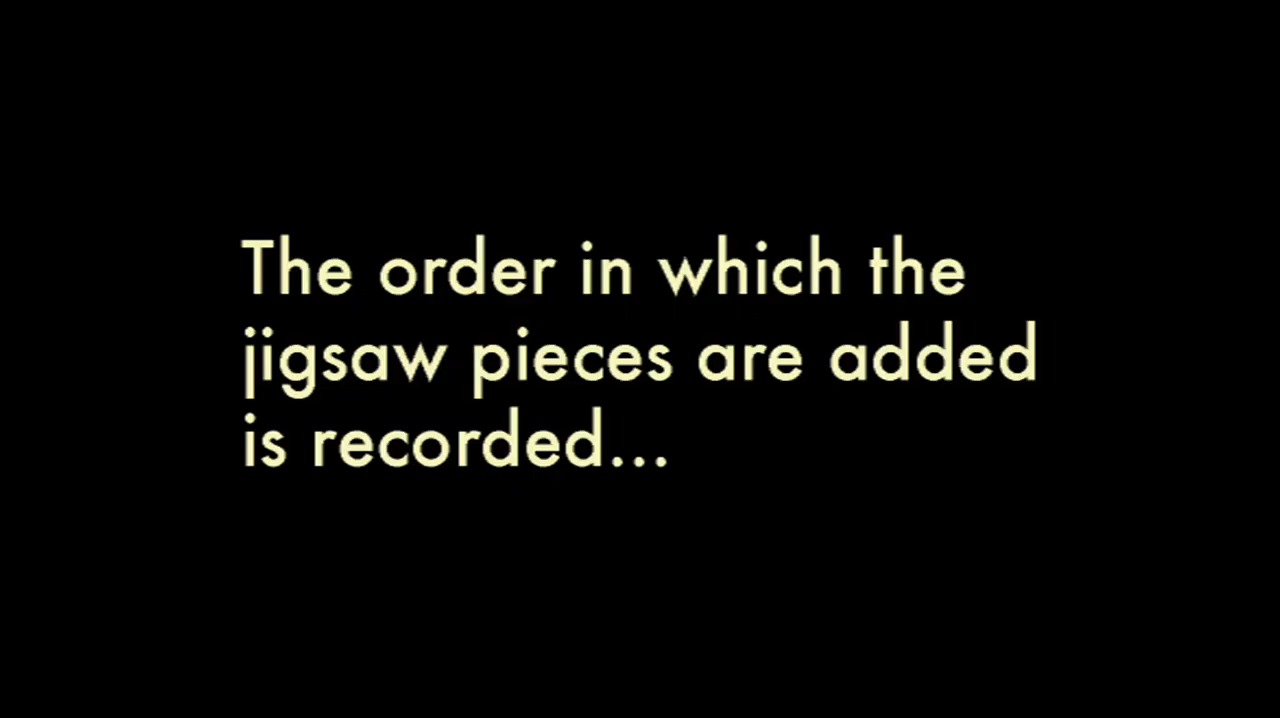 The order in which the
jigsaw pieces are added
is recorded...